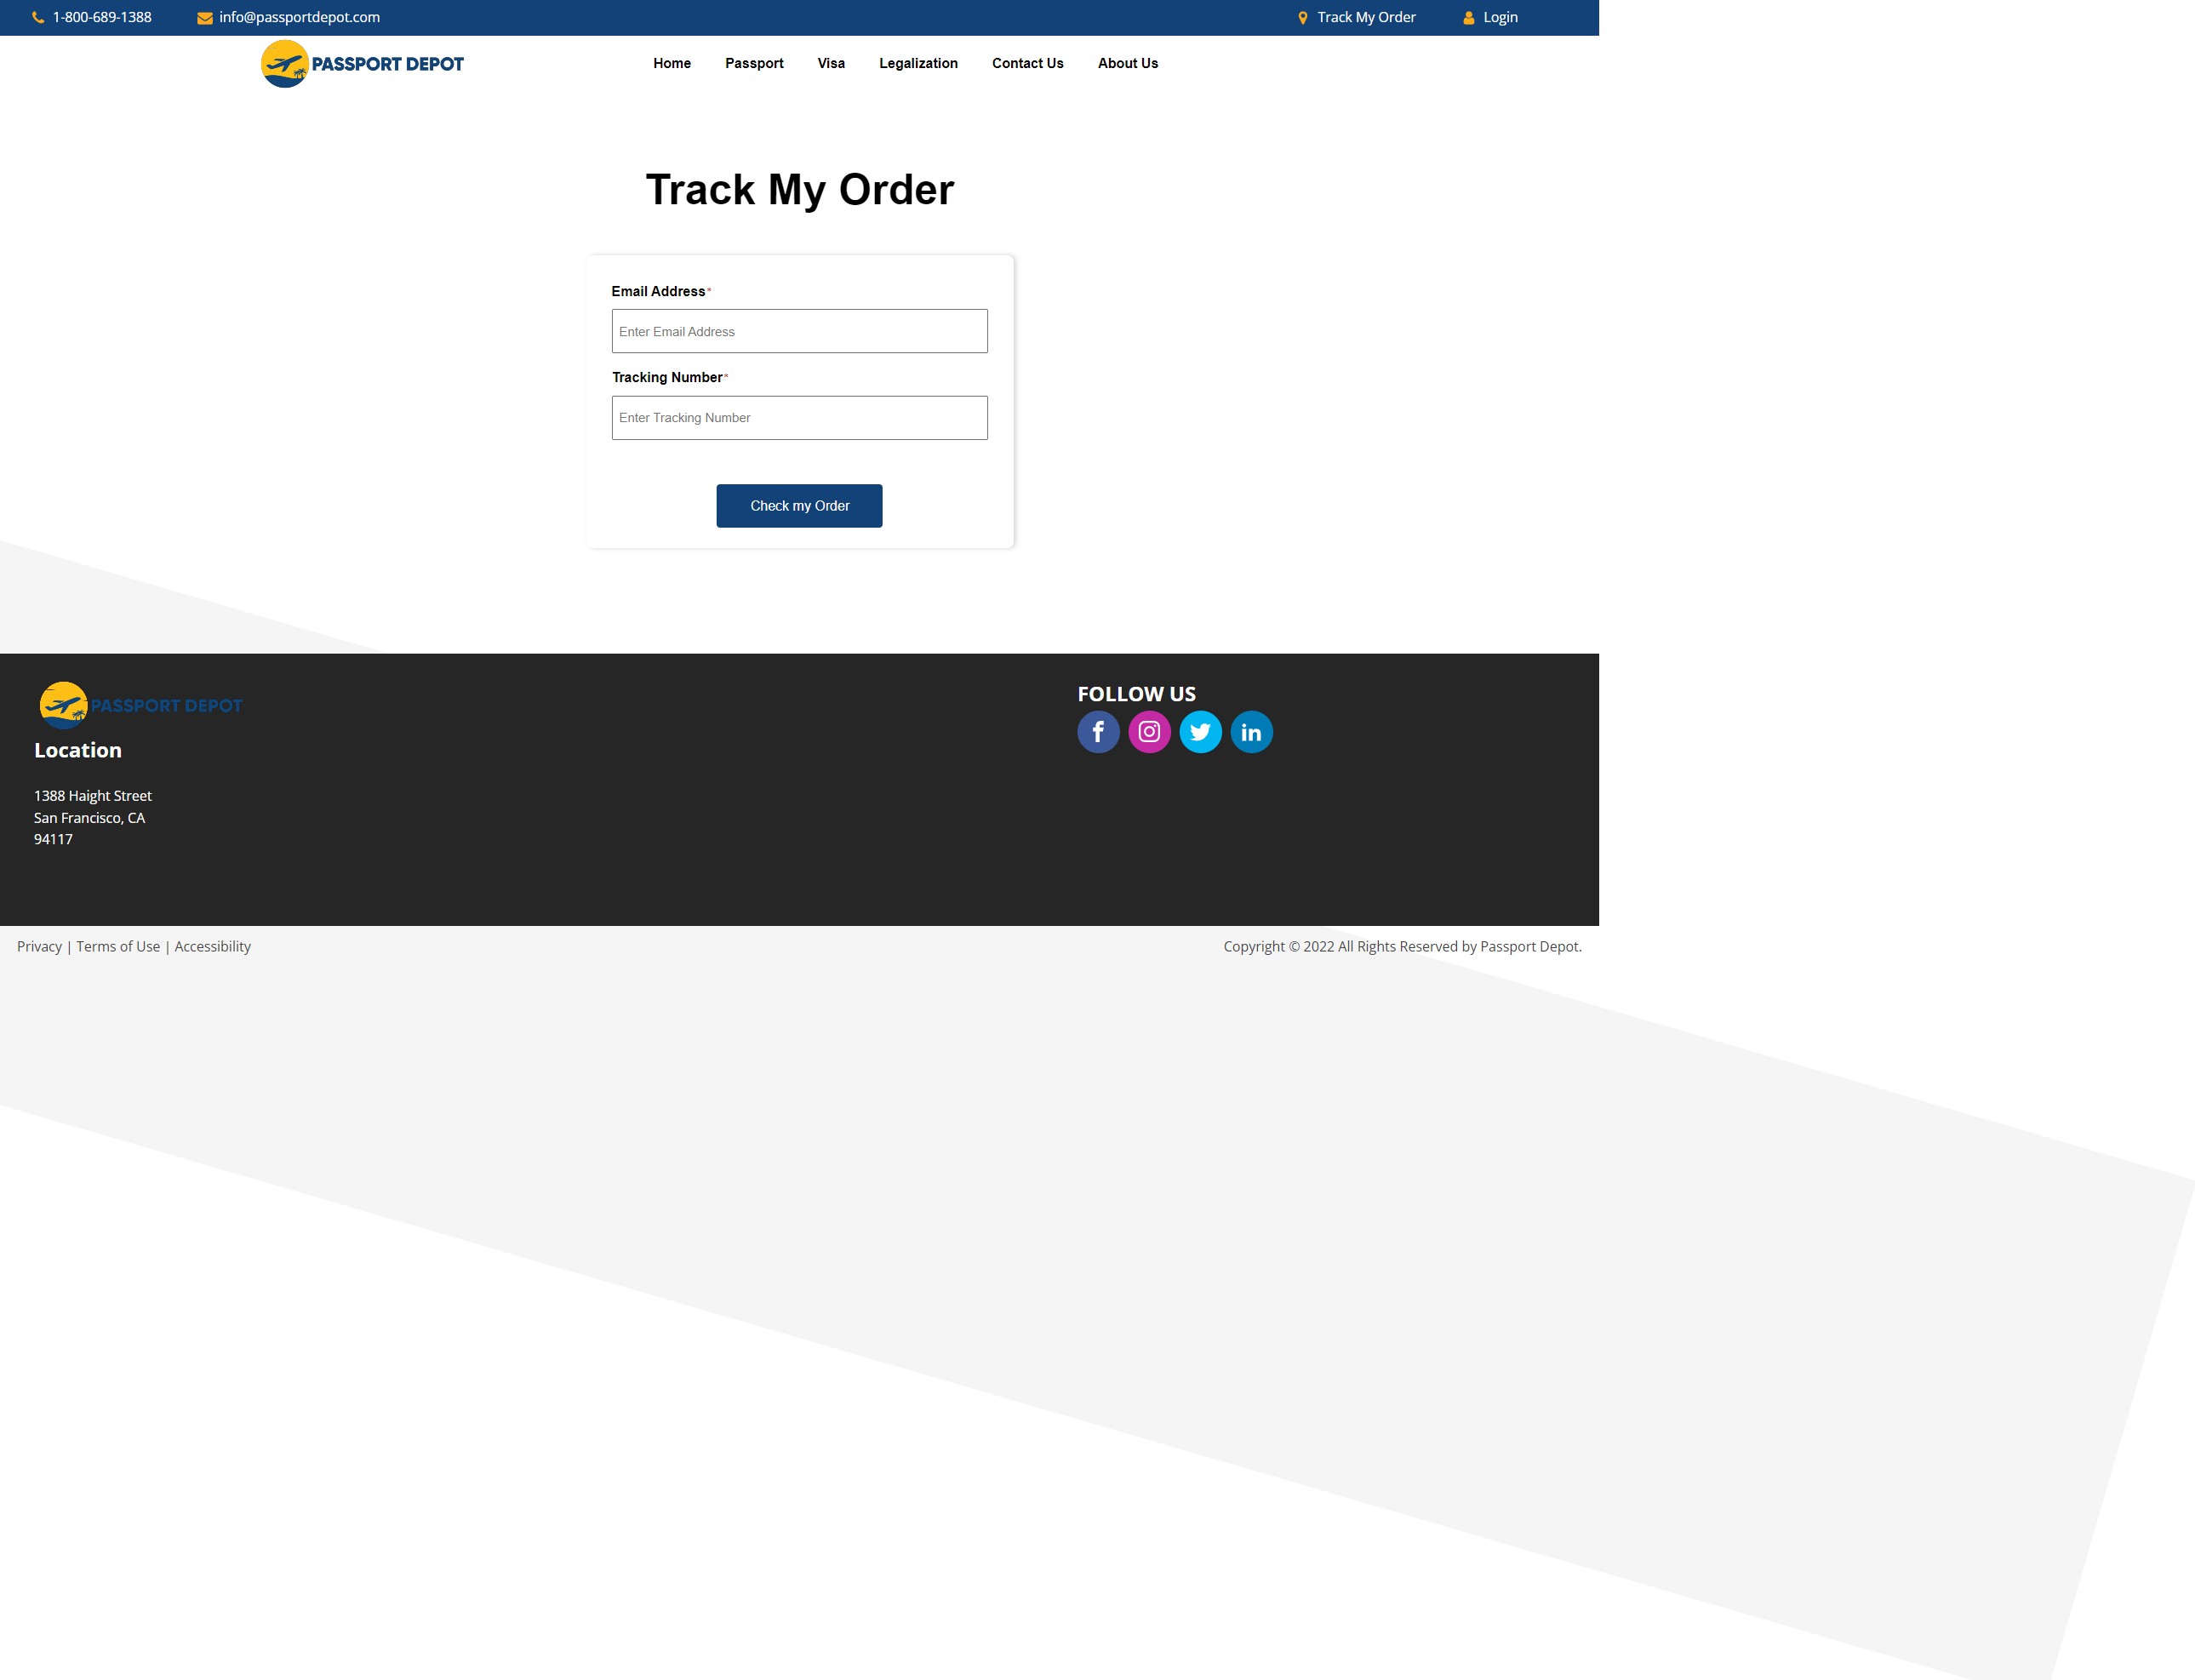 1-800-689-1388 info@passportdepot.com Track My Order Login
PASSPORT DEPOT Home Passport Visa Legalization Contact Us About Us
Track My Order
Email Address*
Enter Email Address
Tracking Number*
Enter Tracking Number
Check my Order
PASSPORT DEPOT
Location
1388 Haight Street
San Francisco, CA
94117
FOLLOW US
Privacy | Terms of Use | Accessibility
Copyright © 2022 All Rights Reserved by Passport Depot.